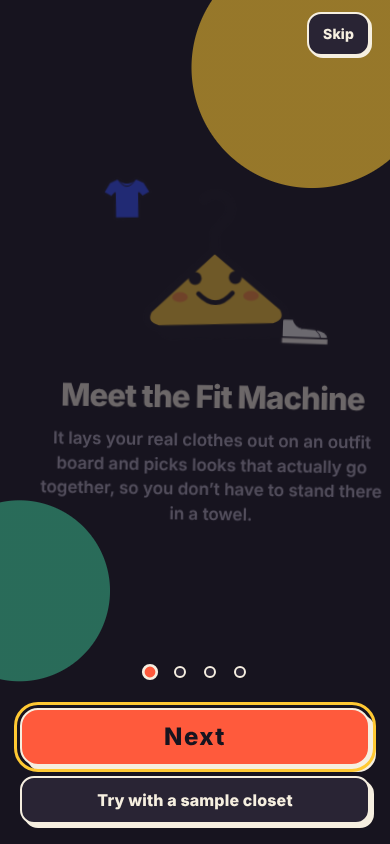 Skip
Meet the Fit Machine
It lays your real clothes out on an outfit
board and picks looks that actually go
together, so you don’t have to stand there
in a towel.
Next
Try with a sample closet